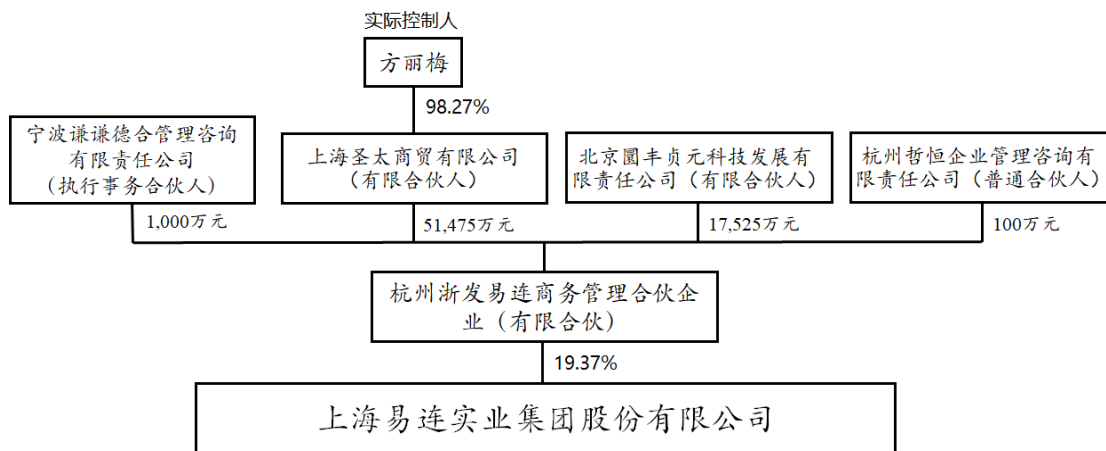 实际控制人
方丽梅
98.27%
宁波谦谦德合管理咨询
有限责任公司
（执行事务合伙人）
上海圣太商贸有限公司
（有限合伙人）
北京圜丰贞元科技发展有
限责任公司（有限合伙人）
杭州哲恒企业管理咨询有
限责任公司（普通合伙人）
1,000万元
51,475万元
17,525万元
100万元
杭州浙发易连商务管理合伙企
业（有限合伙）
19.37%
上海易连实业集团股份有限公司